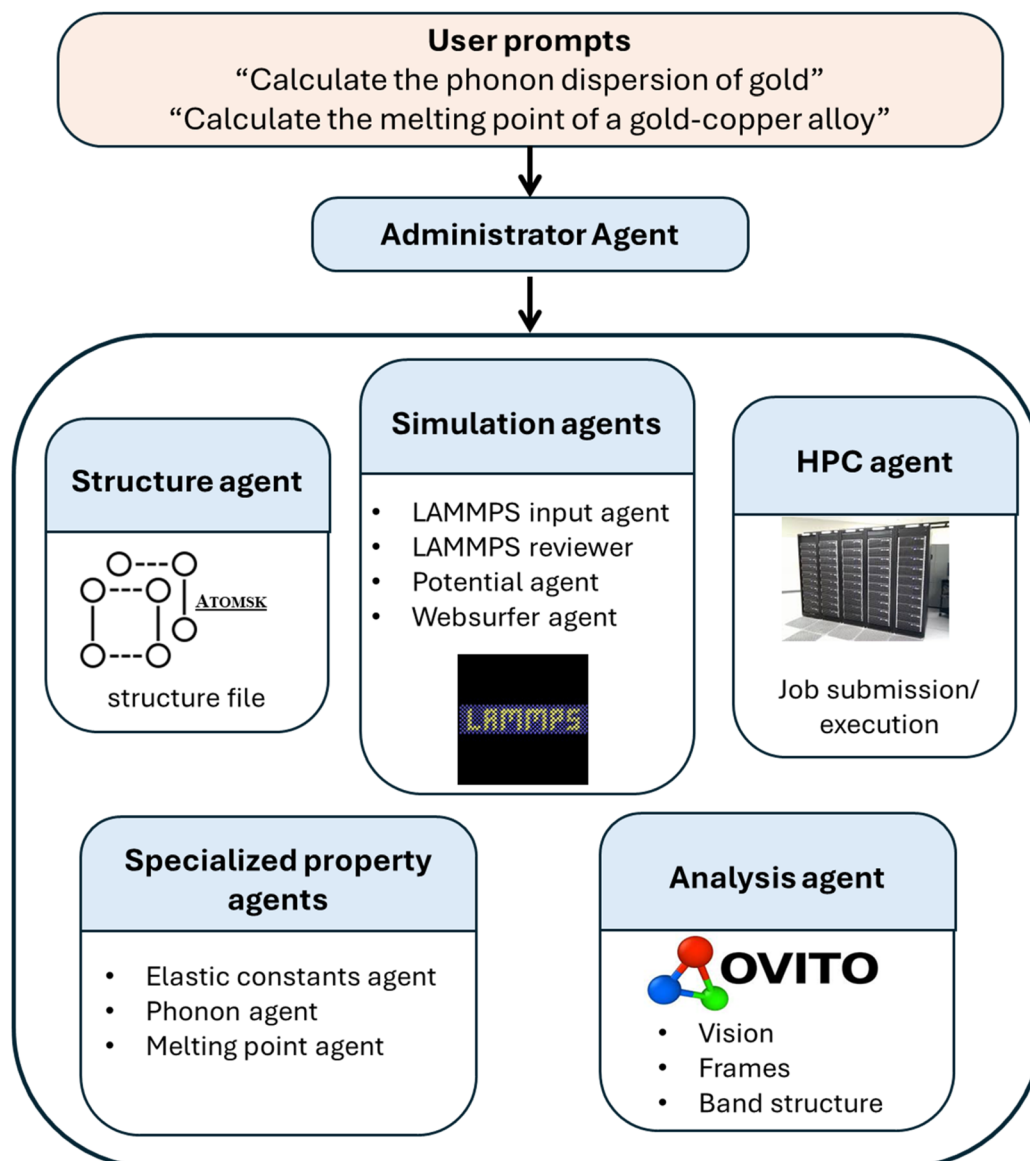 User prompts
“Calculate the phonon dispersion of gold”
“Calculate the melting point of a gold-copper alloy”
Administrator Agent
Structure agent
ATOMSK
structure file
Simulation agents
• LAMMPS input agent
• LAMMPS reviewer
• Potential agent
• Websurfer agent
LAMMPS
HPC agent
Job submission/
execution
Specialized property
agents
• Elastic constants agent
• Phonon agent
• Melting point agent
Analysis agent
OVITO
• Vision
• Frames
• Band structure